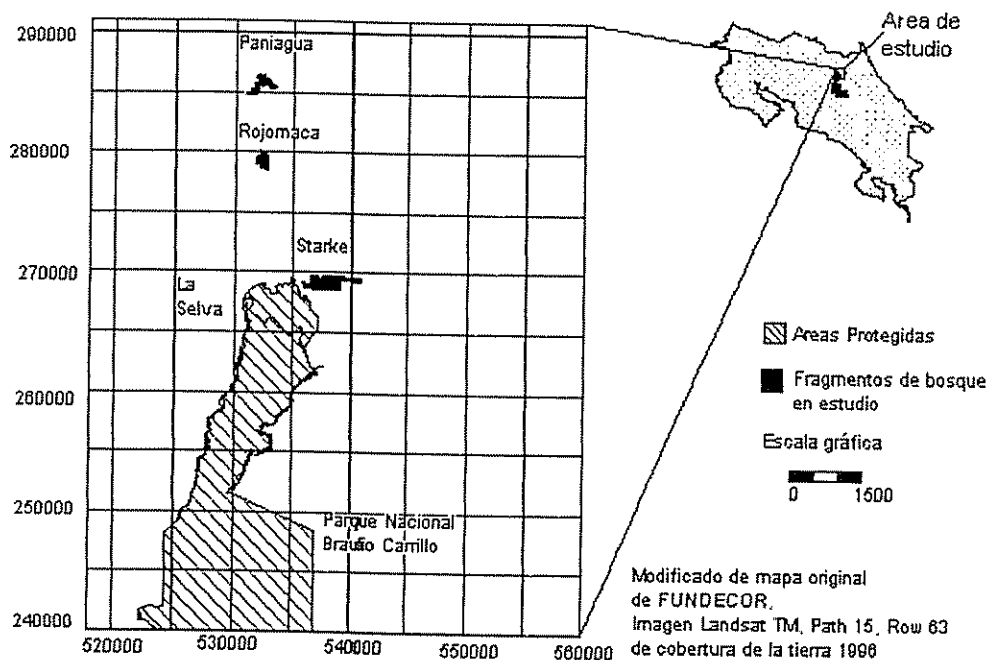 290000
280000
270000
260000
250000
240000
520000
530000
540000
550000
560000
Paniagua
Rojomaca
Starke
La
Selva
Parque Nacional
Braulio Carrillo
Area de
estudio
Areas Protegidas
Fragmentos de bosque
en estudio
Escala gráfica
0 1500
Modificado de mapa original
de FUNDECOR,
Imagen Landsat TM, Path 15, Row 63
de cobertura de la tierra 1996